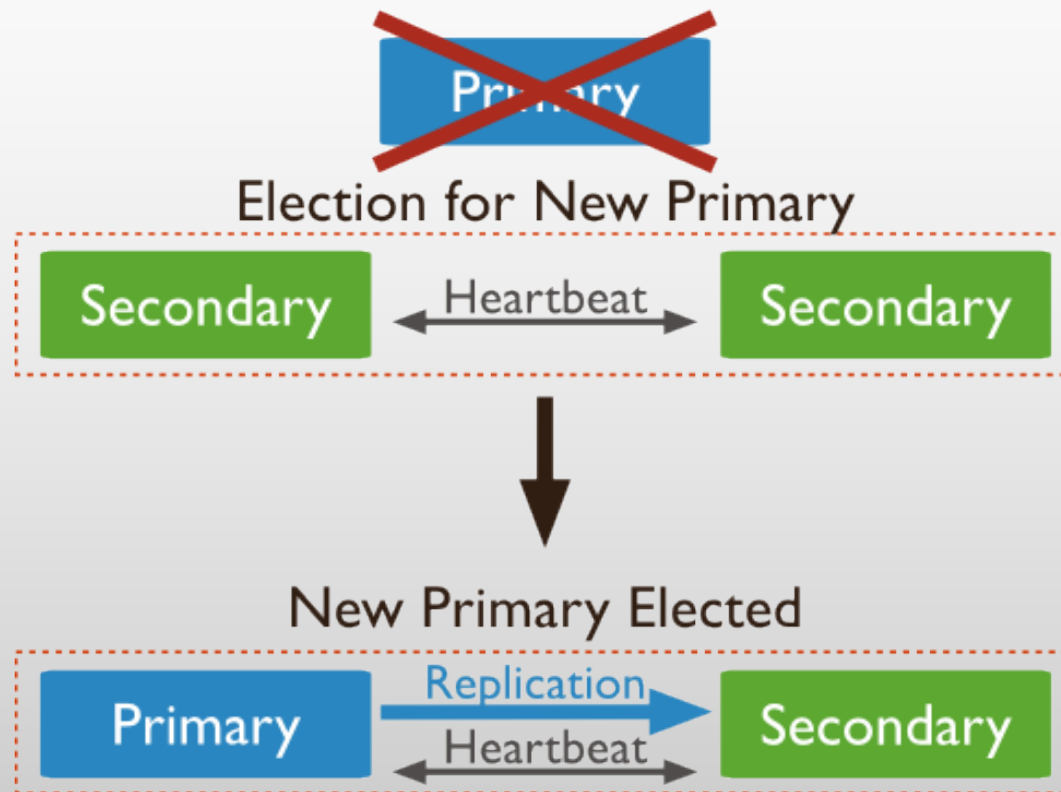 Primary
Election for New Primary
Secondary
Heartbeat
Secondary
New Primary Elected
Primary
Replication
Heartbeat
Secondary